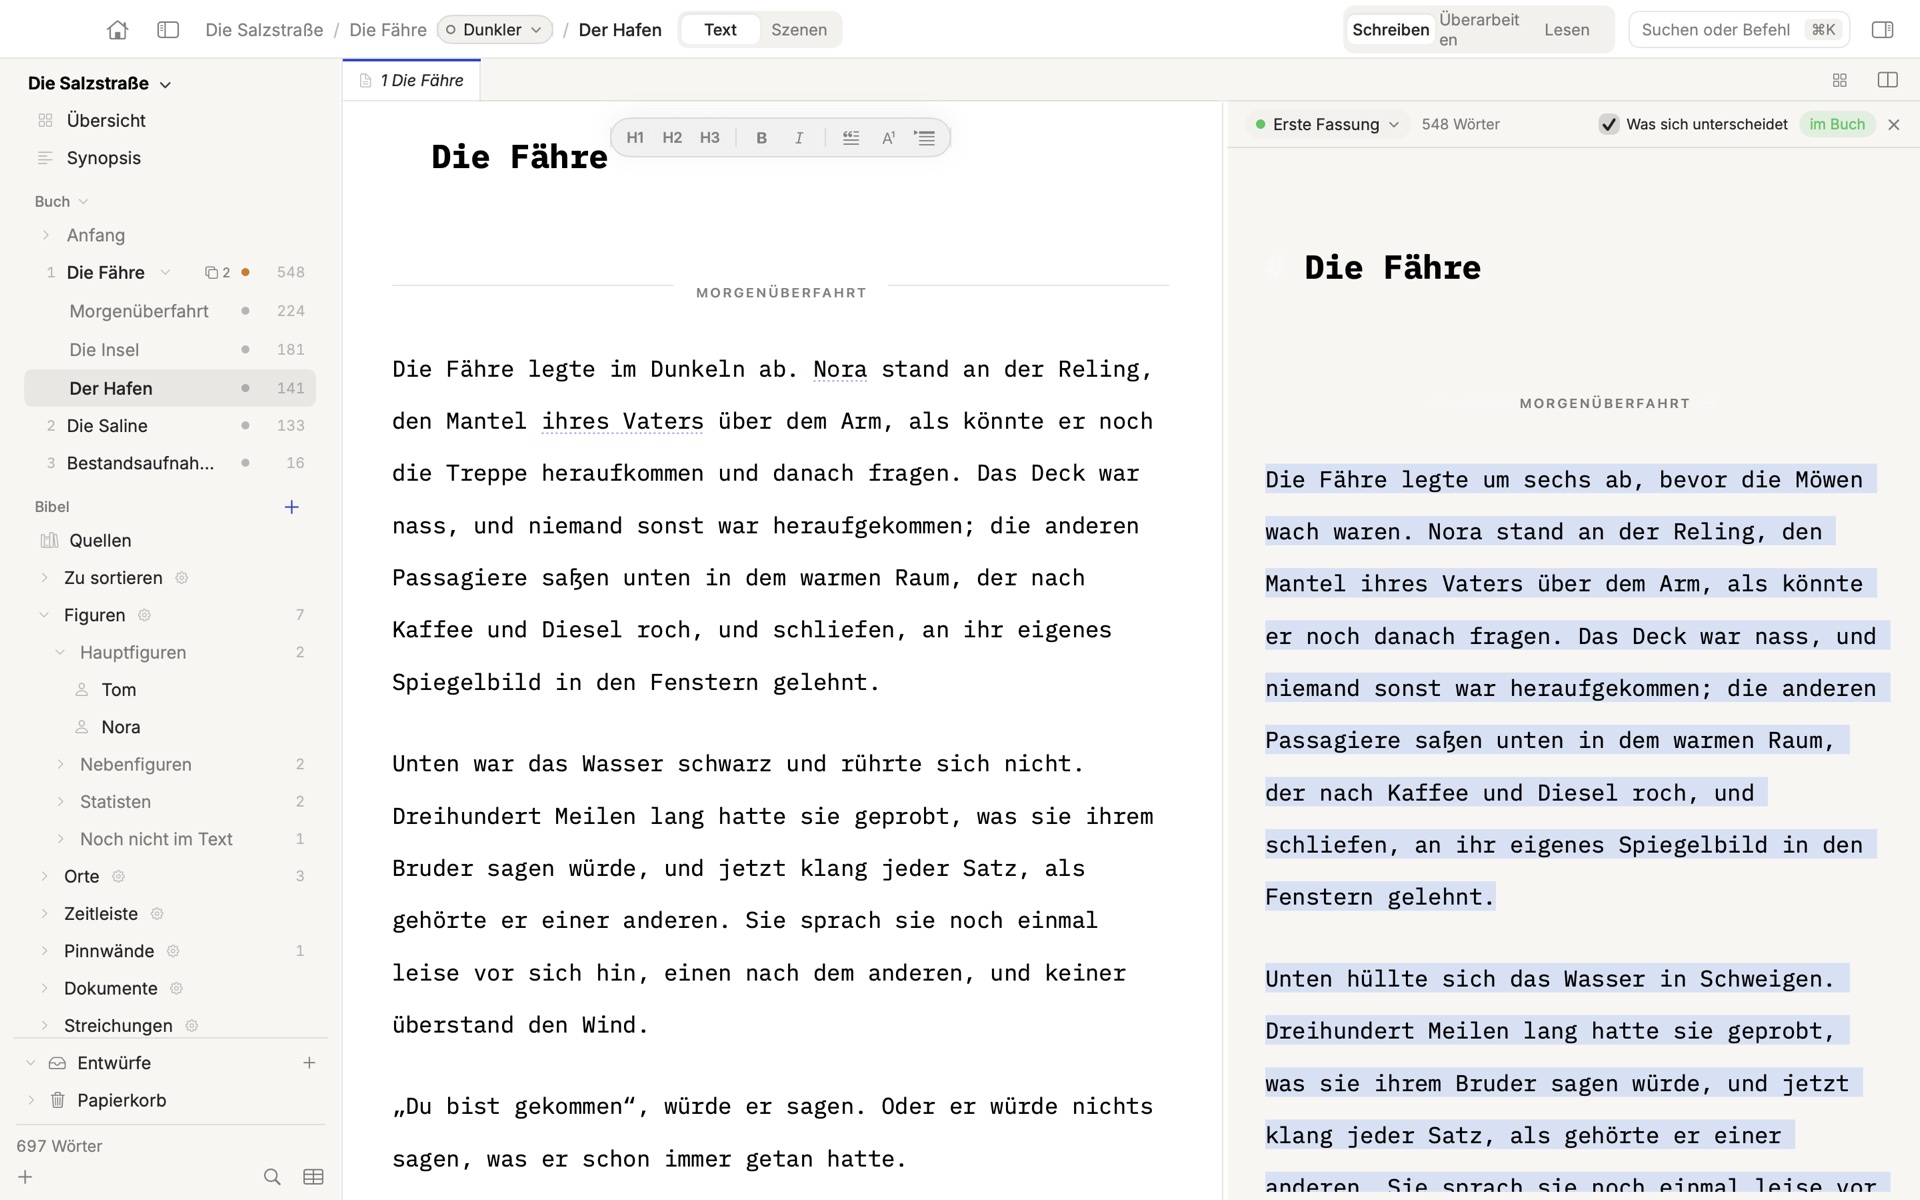 Die Salzstraße / Die Fähre Dunkler / Der Hafen Text Szenen Schreiben Überarbeiten Lesen Suchen oder Befehl ⌘K
Die Salzstraße
Übersicht
Synopsis
Buch
Anfang
1 Die Fähre 2 548
Morgenüberfahrt 224
Die Insel 181
Der Hafen 141
2 Die Saline 133
3 Bestandsaufnah... 16
Bibel +
Quellen
Zu sortieren
Figuren 7
Hauptfiguren 2
Tom
Nora
Nebenfiguren 2
Statisten 2
Noch nicht im Text 1
Orte 3
Zeitleiste
Pinnwände 1
Dokumente
Streichungen
Entwürfe +
Papierkorb
697 Wörter
1 Die Fähre
H1 H2 H3 B I A¹
Die Fähre
MORGENÜBERFAHRT
Die Fähre legte im Dunkeln ab. Nora stand an der Reling,
den Mantel ihres Vaters über dem Arm, als könnte er noch
die Treppe heraufkommen und danach fragen. Das Deck war
nass, und niemand sonst war heraufgekommen; die anderen
Passagiere saßen unten in dem warmen Raum, der nach
Kaffee und Diesel roch, und schliefen, an ihr eigenes
Spiegelbild in den Fenstern gelehnt.
Unten war das Wasser schwarz und rührte sich nicht.
Dreihundert Meilen lang hatte sie geprobt, was sie ihrem
Bruder sagen würde, und jetzt klang jeder Satz, als
gehörte er einer anderen. Sie sprach sie noch einmal
leise vor sich hin, einen nach dem anderen, und keiner
überstand den Wind.
„Du bist gekommen“, würde er sagen. Oder er würde nichts
sagen, was er schon immer getan hatte.
Erste Fassung 548 Wörter Was sich unterscheidet im Buch
# Die Fähre
MORGENÜBERFAHRT
Die Fähre legte um sechs ab, bevor die Möwen
wach waren. Nora stand an der Reling, den
Mantel ihres Vaters über dem Arm, als könnte
er noch danach fragen. Das Deck war nass, und
niemand sonst war heraufgekommen; die anderen
Passagiere saßen unten in dem warmen Raum,
der nach Kaffee und Diesel roch, und
schliefen, an ihr eigenes Spiegelbild in den
Fenstern gelehnt.
Unten hüllte sich das Wasser in Schweigen.
Dreihundert Meilen lang hatte sie geprobt,
was sie ihrem Bruder sagen würde, und jetzt
klang jeder Satz, als gehörte er einer
anderen. Sie sprach sie noch einmal leise vor